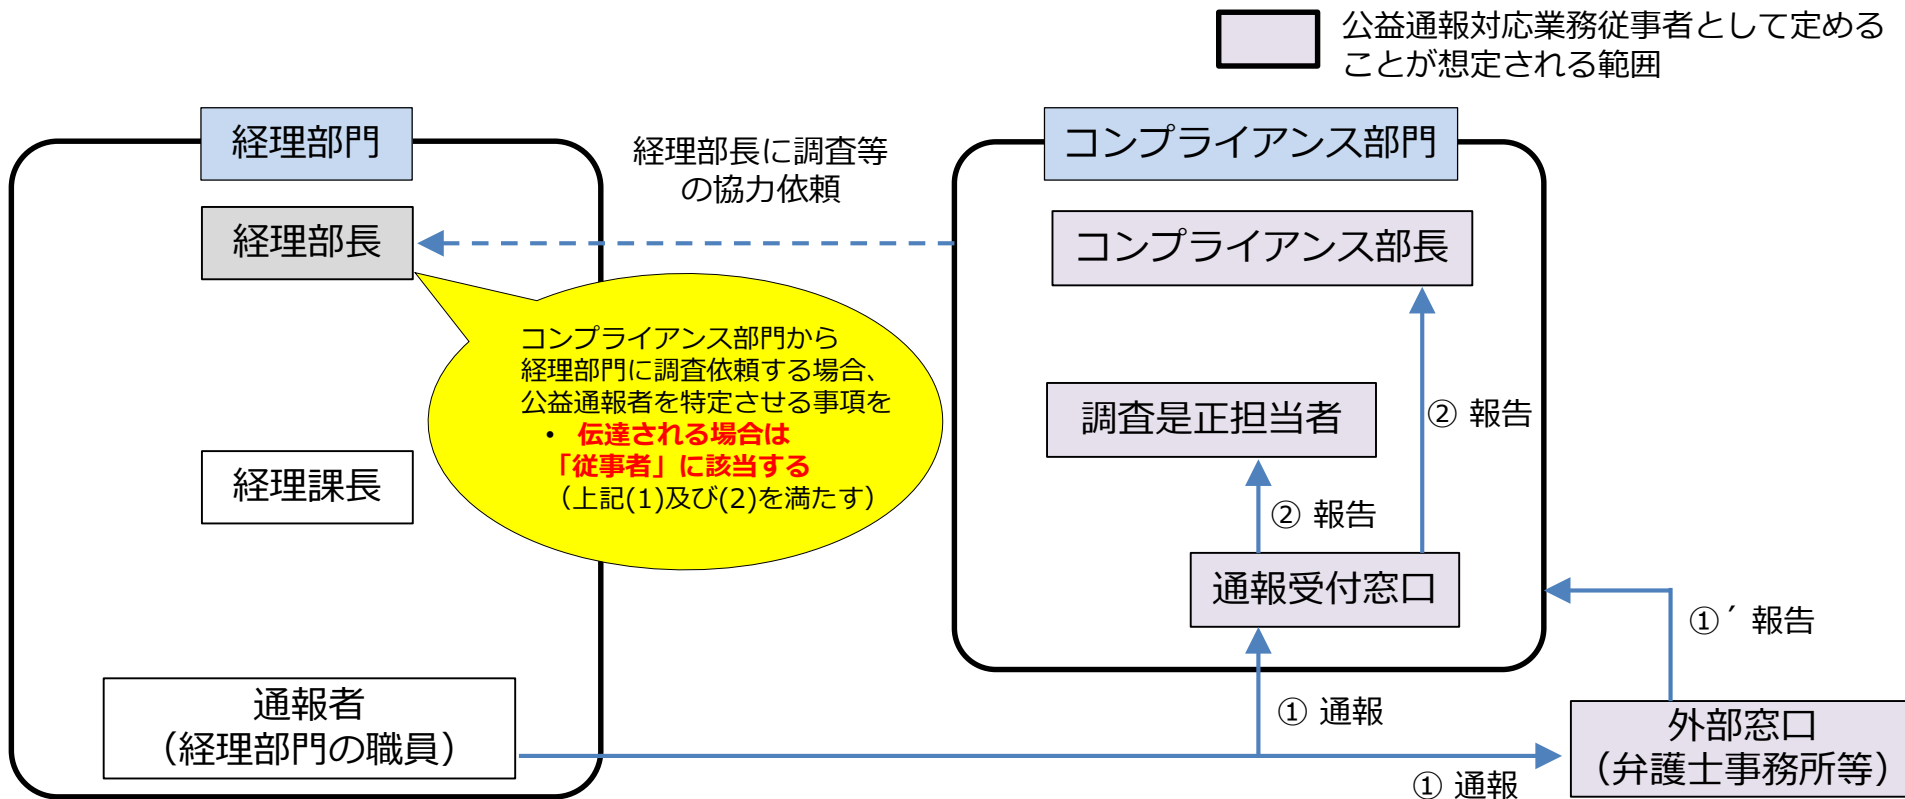 公益通報対応業務従事者として定める
ことが想定される範囲
経理部門
経理部長に調査等
の協力依頼
コンプライアンス部門
経理部長
コンプライアンス部長
コンプライアンス部門から
経理部門に調査依頼する場合、
公益通報者を特定させる事項を
• 伝達される場合は
「従事者」に該当する
（上記(1)及び(2)を満たす）
調査是正担当者
② 報告
経理課長
② 報告
通報受付窓口
①´ 報告
通報者
（経理部門の職員）
① 通報
外部窓口
（弁護士事務所等）
① 通報